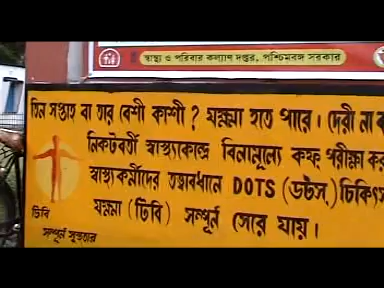 স্বাস্থ্য ও পরিবার কল্যাণ দপ্তর, পশ্চিমবঙ্গ সরকার
তিন সপ্তাহ বা তার বেশী কাশী ? যক্ষ্মা হতে পারে । দেরী না
নিকটবর্তী স্বাস্থ্যকেন্দ্রে বিনামূল্যে কফ্ পরীক্ষা কর
স্বাস্থ্যকর্মীদের তত্ত্বাবধানে DOTS (ডটস্) চিকিৎস
যক্ষ্মা (টিবি) সম্পূর্ন সেরে যায় ।
টিবি
সম্পূর্ন সুস্থতার